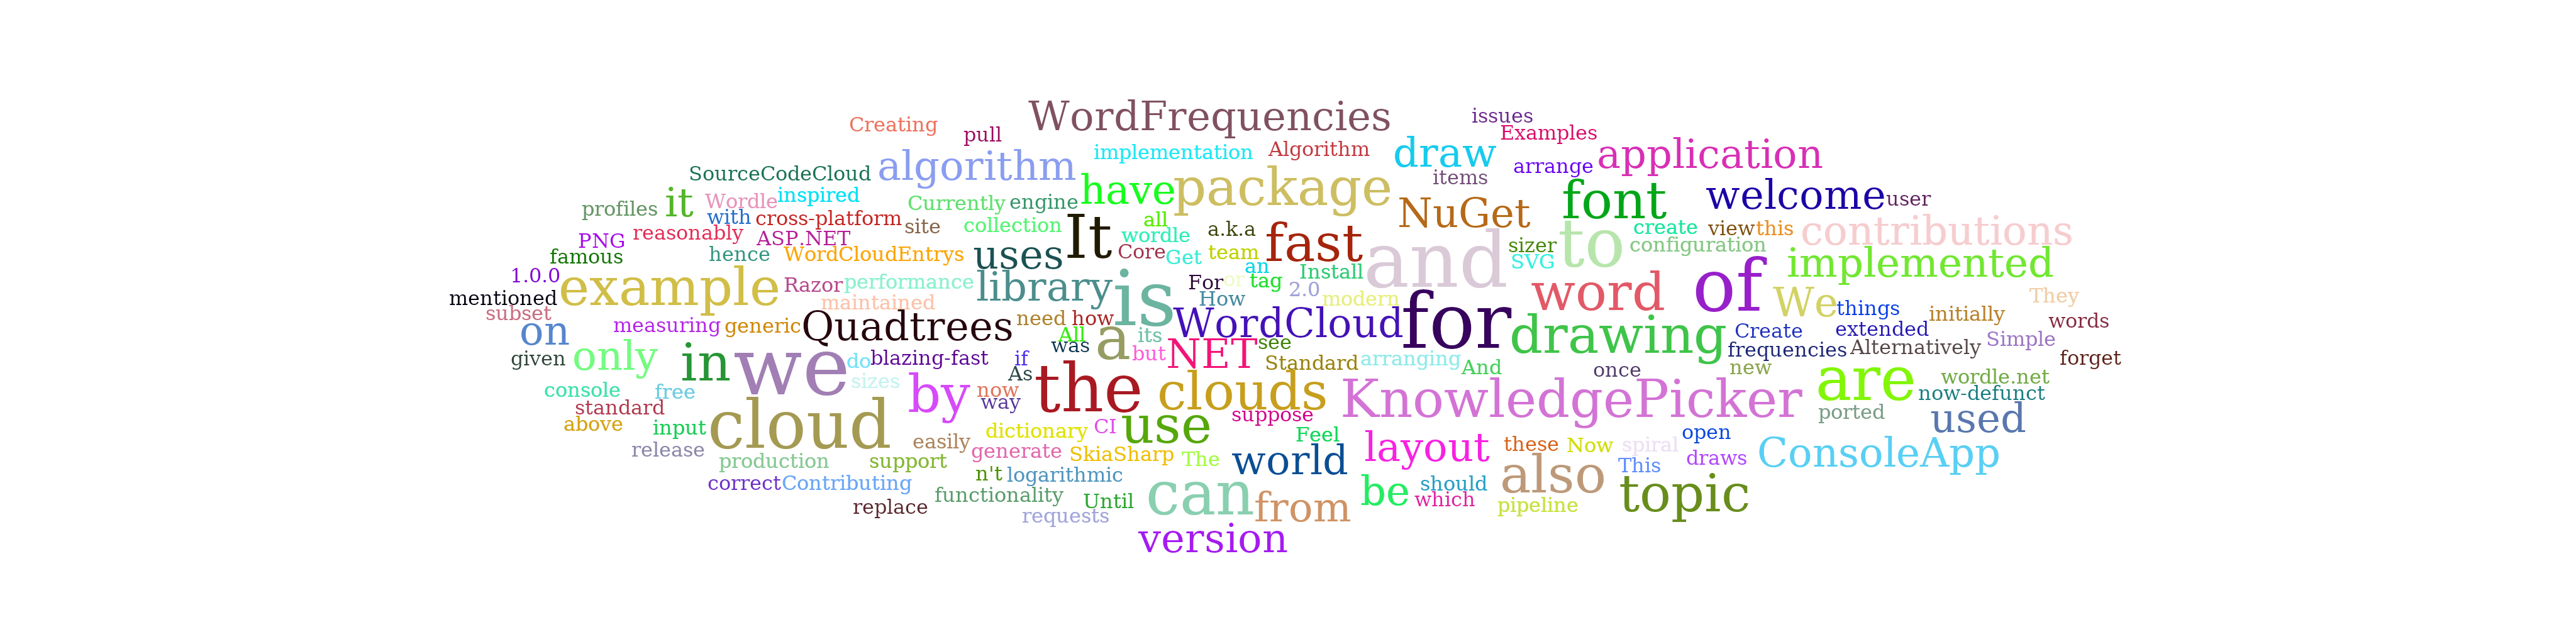 WordFrequencies
issues
Creating
pull
Examples
implementation
Algorithm
draw
application
algorithm
arrange
SourceCodeCloud
items
have
package
font
welcome
user
it
Wordle
inspired
profiles
Currently
engine
NuGet
with
cross-platform
site
collection
all
a.k.a
create
view
this
contributions
PNG
reasonably
ASP.NET
It
wordle
fast
and
sizer
to
configuration
famous
hence
WordCloudEntrys
uses
Core
Get
team
an
SVG
implemented
1.0.0
example
Razor
performance
library
is
For
or
tag
Install
word
of
We
They
mentioned
maintained
How
2.0
modern
things
subset
on
measuring
generic
Quadtrees
need
how
WordCloud
for
drawing
Create
extended
initially
words
given
only
in
we
do
blazing-fast
if
was
All
a
its
but
NET
see
Standard
arranging
And
frequencies
Alternatively
Simple
forget
console
free
sizes
by
now
As
the
clouds
once
new
are
wordle.net
now-defunct
standard
way
KnowledgePicker
ported
used
above
input
cloud
easily
dictionary
CI
use
suppose
Feel
open
release
production
support
generate
SkiaSharp
The
world
layout
these
Now
spiral
draws
ConsoleApp
correct
Contributing
n't
logarithmic
can
be
should
also
This
topic
replace
functionality
Until
from
which
pipeline
requests
version